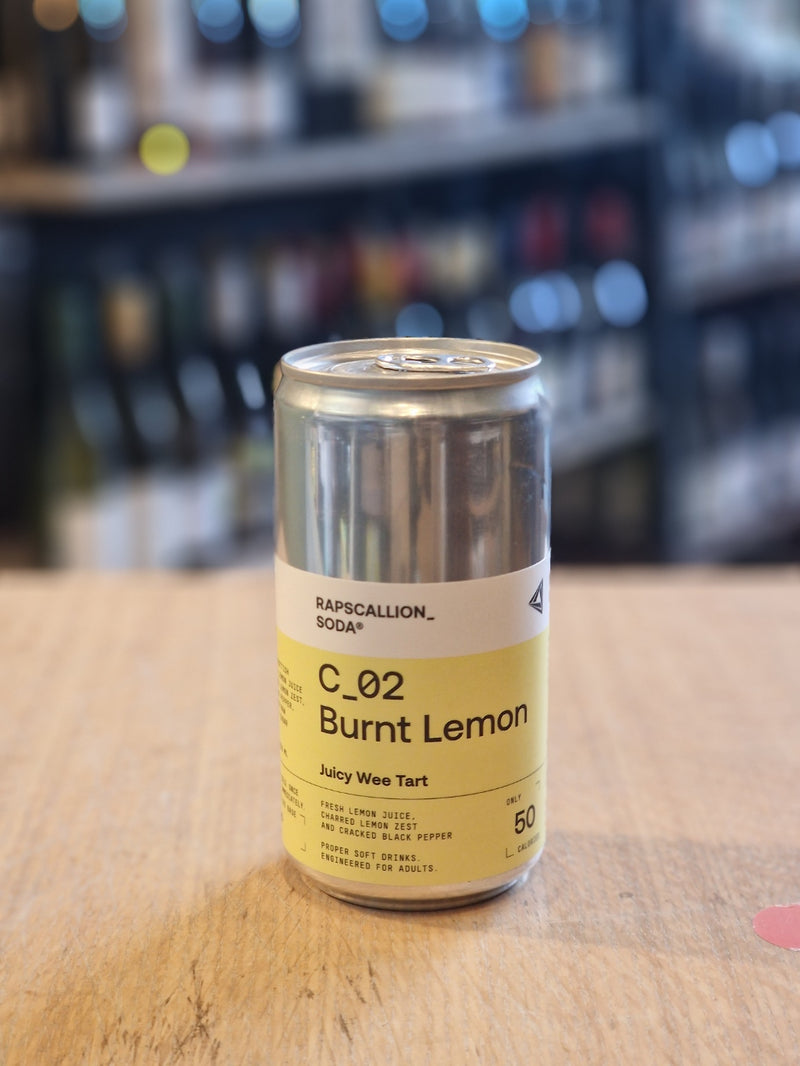 RAPSCALLION_
SODA®
C_02
Burnt Lemon
Juicy Wee Tart
FRESH LEMON JUICE,
CHARRED LEMON ZEST
AND CRACKED BLACK PEPPER
PROPER SOFT DRINKS.
ENGINEERED FOR ADULTS.
ONLY
50